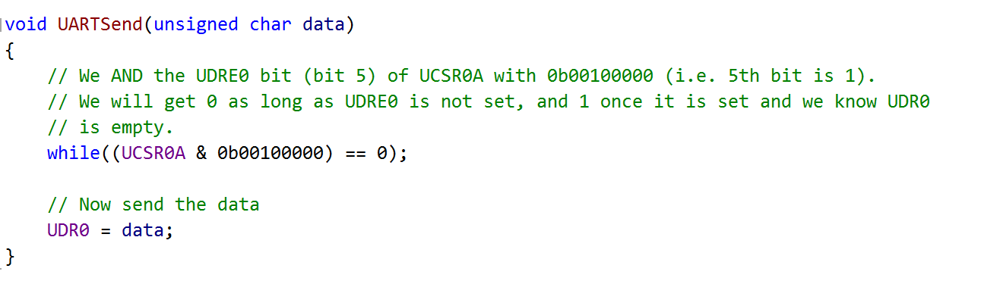 void UARTSend(unsigned char data)
{
    // We AND the UDRE0 bit (bit 5) of UCSR0A with 0b00100000 (i.e. 5th bit is 1).
    // We will get 0 as long as UDRE0 is not set, and 1 once it is set and we know UDR0
    // is empty.
    while((UCSR0A & 0b00100000) == 0);

    // Now send the data
    UDR0 = data;
}